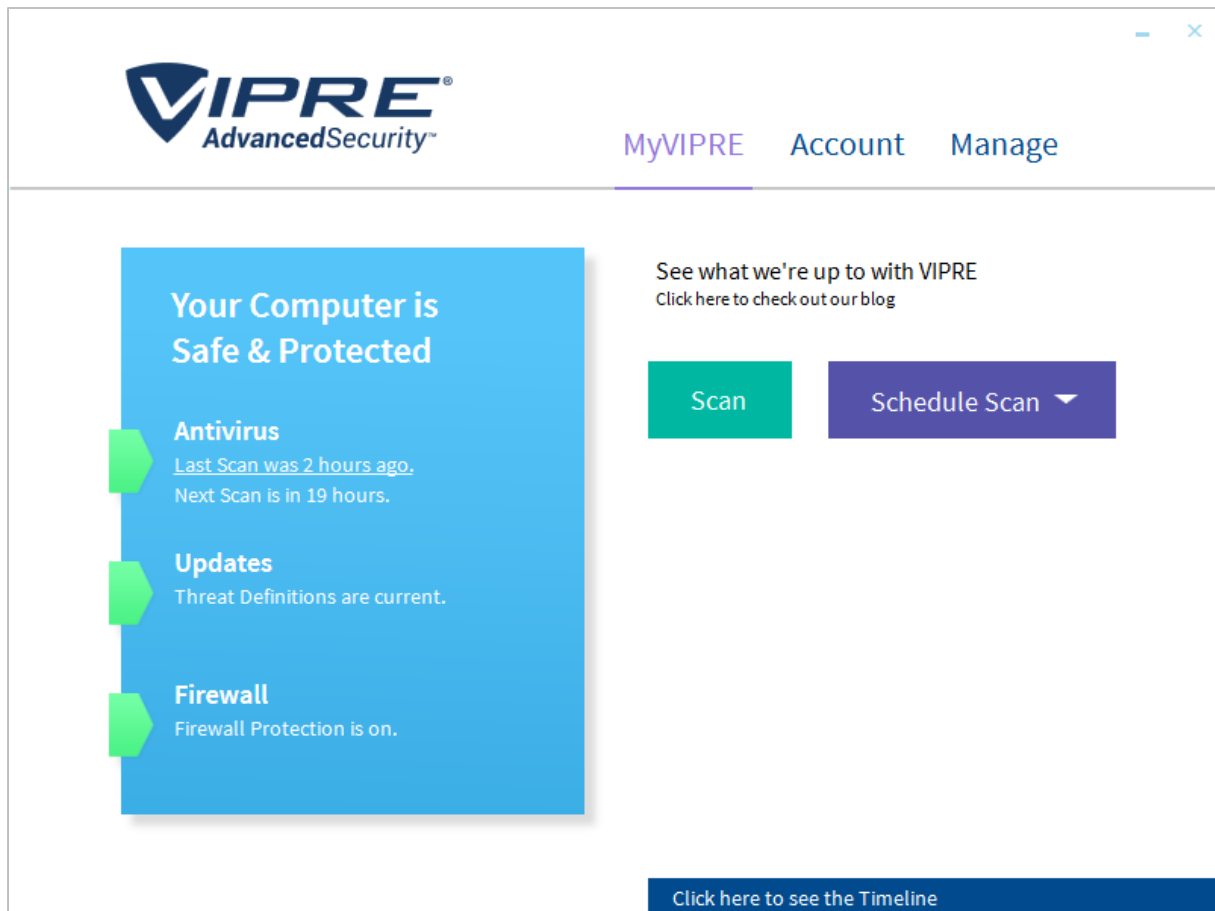 VIPRE®
AdvancedSecurity™
MyVIPRE Account Manage
Your Computer is
Safe & Protected
Antivirus
Last Scan was 2 hours ago.
Next Scan is in 19 hours.
Updates
Threat Definitions are current.
Firewall
Firewall Protection is on.
See what we're up to with VIPRE
Click here to check out our blog
Scan
Schedule Scan
Click here to see the Timeline